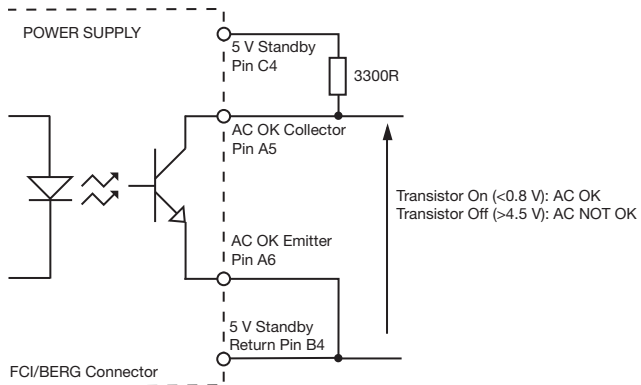 POWER SUPPLY
5 V Standby
Pin C4
3300R
AC OK Collector
Pin A5
Transistor On (<0.8 V): AC OK
Transistor Off (>4.5 V): AC NOT OK
AC OK Emitter
Pin A6
5 V Standby
Return Pin B4
FCI/BERG Connector